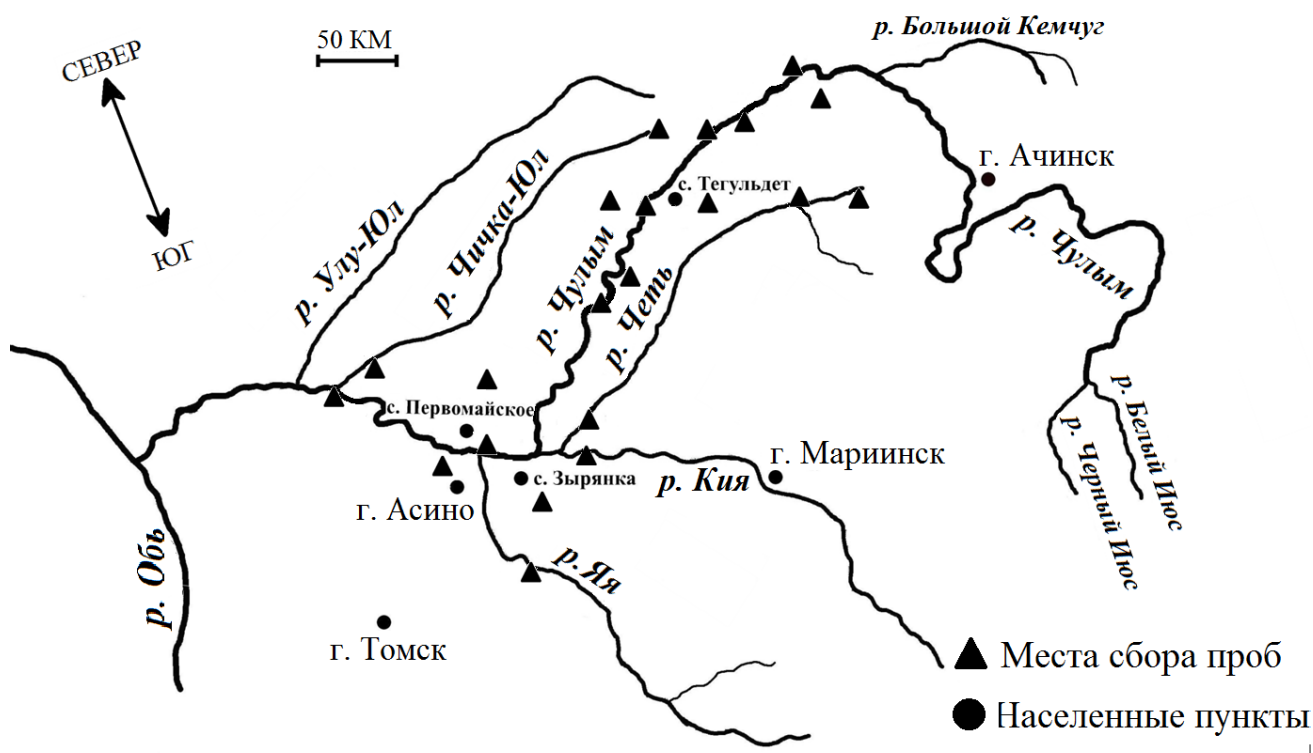 р. Большой Кемчуг
50 КМ
СЕВЕР
ЮГ
г. Ачинск
с. Тегульдет
р. Улу-Юл
р. Чичка-Юл
р. Чулым
р. Четь
р. Чулым
с. Первомайское
с. Зырянка
г. Мариинск
р. Кия
г. Асино
р. Белый Июс
р. Черный Июс
р. Обь
р. Яя
г. Томск
Места сбора проб
Населенные пункты